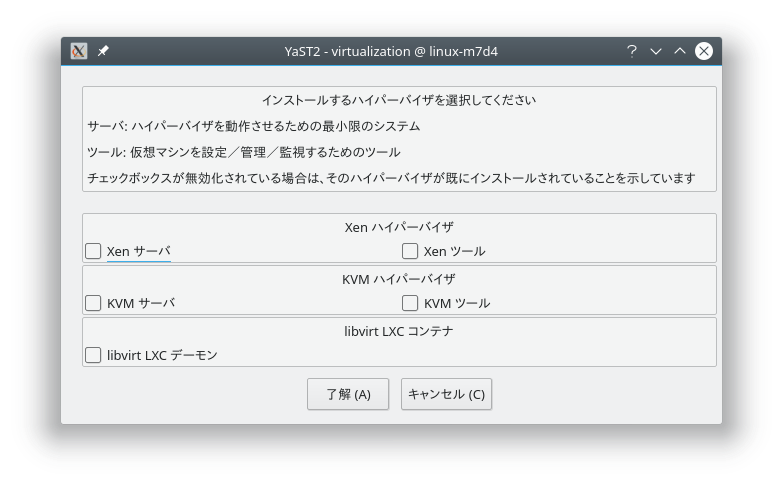 YaST2 - virtualization @ linux-m7d4
インストールするハイパーバイザを選択してください
サーバ: ハイパーバイザを動作させるための最小限のシステム
ツール: 仮想マシンを設定／管理／監視するためのツール
チェックボックスが無効化されている場合は、そのハイパーバイザが既にインストールされていることを示しています
Xen ハイパーバイザ
Xen サーバ Xen ツール
KVM ハイパーバイザ
KVM サーバ KVM ツール
libvirt LXC コンテナ
libvirt LXC デーモン
了解 (A) キャンセル (C)